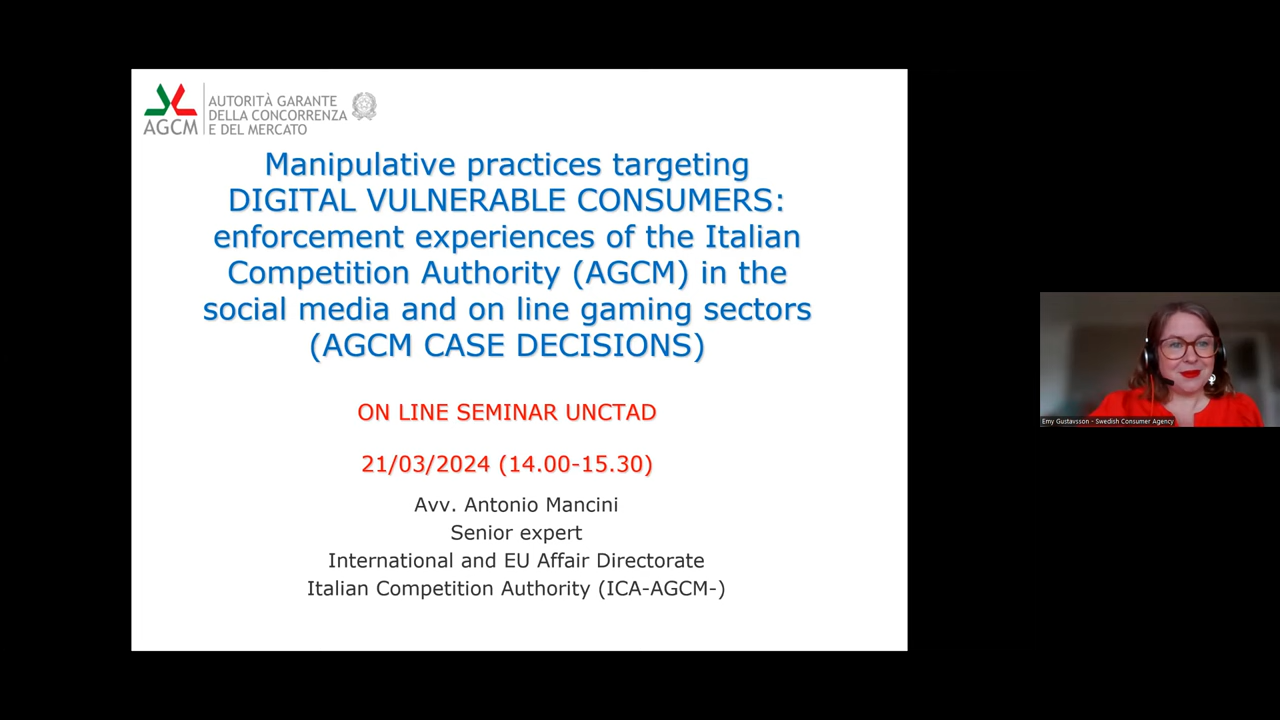 AGCM
AUTORITÀ GARANTE
DELLA CONCORRENZA
E DEL MERCATO
Manipulative practices targeting
DIGITAL VULNERABLE CONSUMERS:
enforcement experiences of the Italian
Competition Authority (AGCM) in the
social media and on line gaming sectors
(AGCM CASE DECISIONS)
ON LINE SEMINAR UNCTAD
21/03/2024 (14.00-15.30)
Avv. Antonio Mancini
Senior expert
International and EU Affair Directorate
Italian Competition Authority (ICA-AGCM-)
Emy Gustavsson - Swedish Consumer Agency